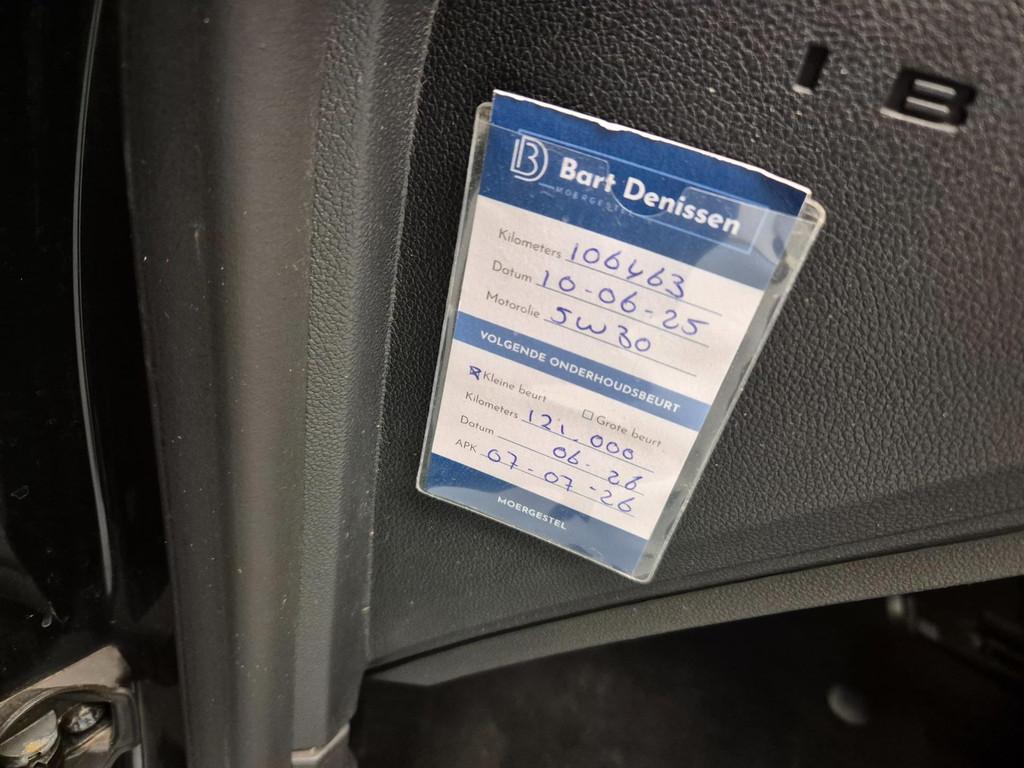 I B
B Bart Denissen
MOERGESTEL
Kilometers 106463
Datum 10-06-25
Motorolie 5W30
VOLGENDE ONDERHOUDSBEURT
☒ Kleine beurt ☐ Grote beurt
Kilometers 121.000
Datum 06-26
APK 07-07-26
MOERGESTEL